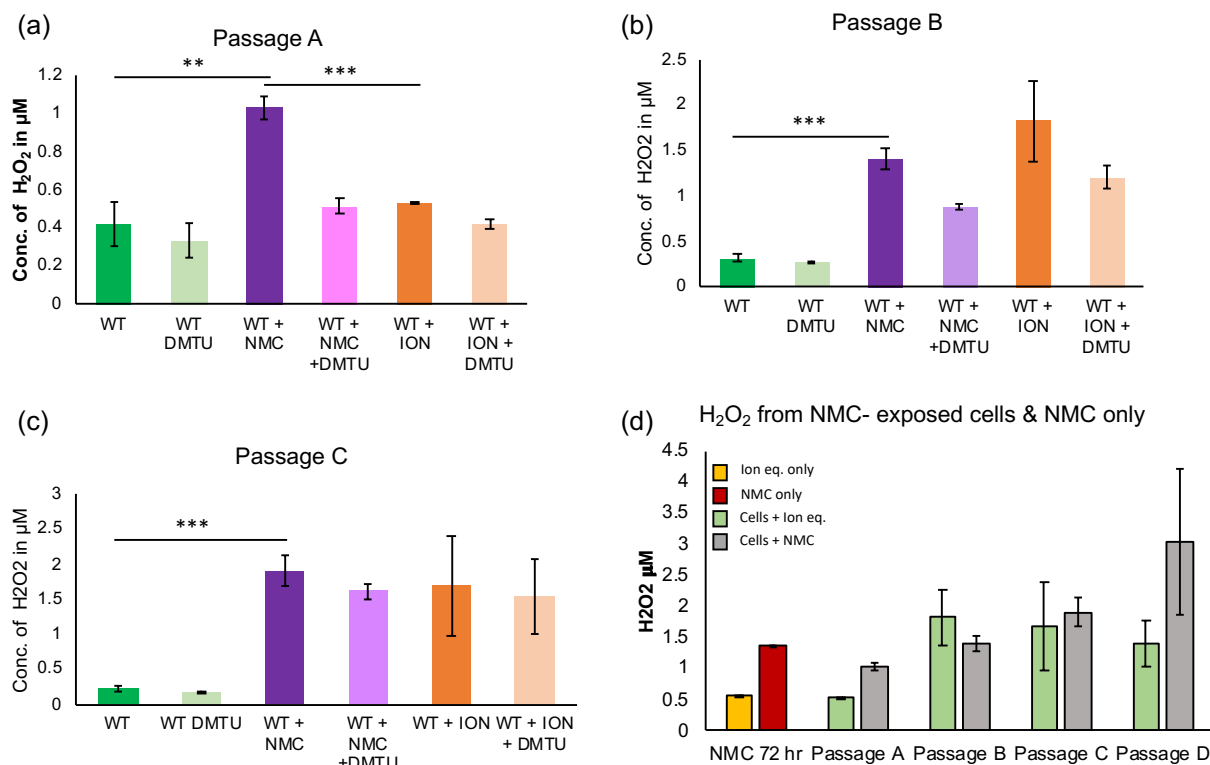 (a)
Passage A
**
***
Conc. of H₂O₂ in µM
1.2
1
0.8
0.6
0.4
0.2
0
WT
WT
DMTU
WT +
NMC
WT +
NMC
+DMTU
WT +
ION
WT +
ION +
DMTU
(b)
Passage B
***
Conc. of H2O2 in µM
2.5
2
1.5
1
0.5
0
WT
WT
DMTU
WT +
NMC
WT +
NMC
+DMTU
WT +
ION
WT +
ION +
DMTU
(c)
Passage C
***
Conc. of H2O2 in µM
3
2.5
2
1.5
1
0.5
0
WT
WT DMTU
WT +
NMC
WT +
NMC
+DMTU
WT + ION
WT + ION
+ DMTU
(d)
H₂O₂ from NMC- exposed cells & NMC only
H2O2 µM
4.5
4
3.5
3
2.5
2
1.5
1
0.5
0
Ion eq. only
NMC only
Cells + Ion eq.
Cells + NMC
NMC 72 hr
Passage A
Passage B
Passage C
Passage D